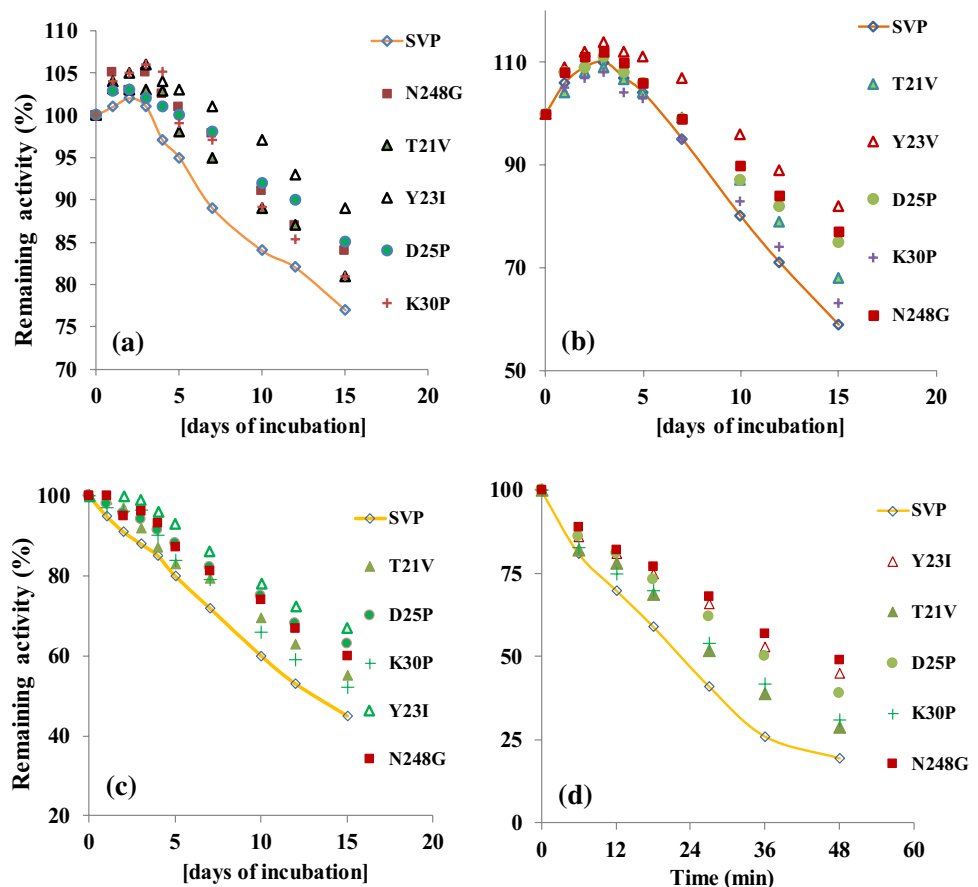 Remaining activity (%)
110
105
100
95
90
85
80
75
70
0
5
10
15
20
[days of incubation]
(a)
SVP
N248G
T21V
Y23I
D25P
K30P
110
90
70
50
0
5
10
15
20
[days of incubation]
(b)
SVP
T21V
Y23V
D25P
K30P
N248G
Remaining activity (%)
100
80
60
40
20
0
5
10
15
20
[days of incubation]
(c)
SVP
T21V
D25P
K30P
Y23I
N248G
100
75
50
25
0
0
12
24
36
48
60
Time (min)
(d)
SVP
Y23I
T21V
D25P
K30P
N248G